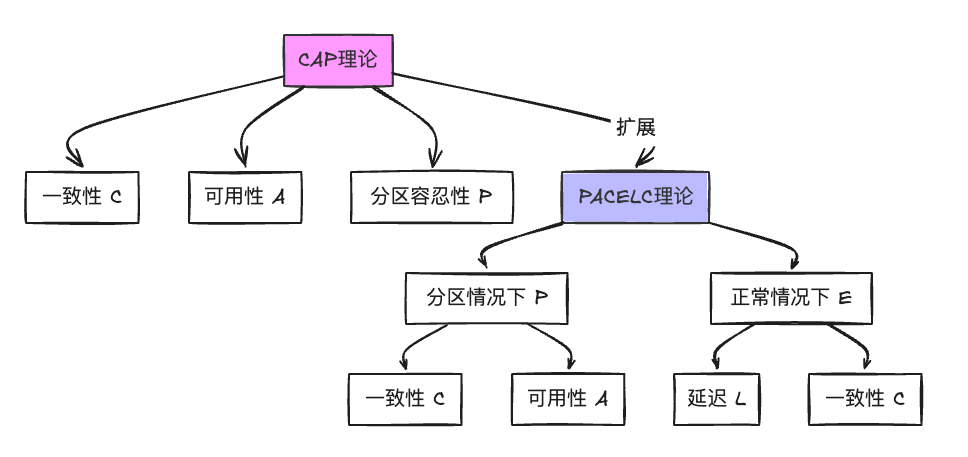 CAP理论
扩展
一致性 C
可用性 A
分区容忍性 P
PACELC理论
分区情况下 P
正常情况下 E
一致性 C
可用性 A
延迟 L
一致性 C